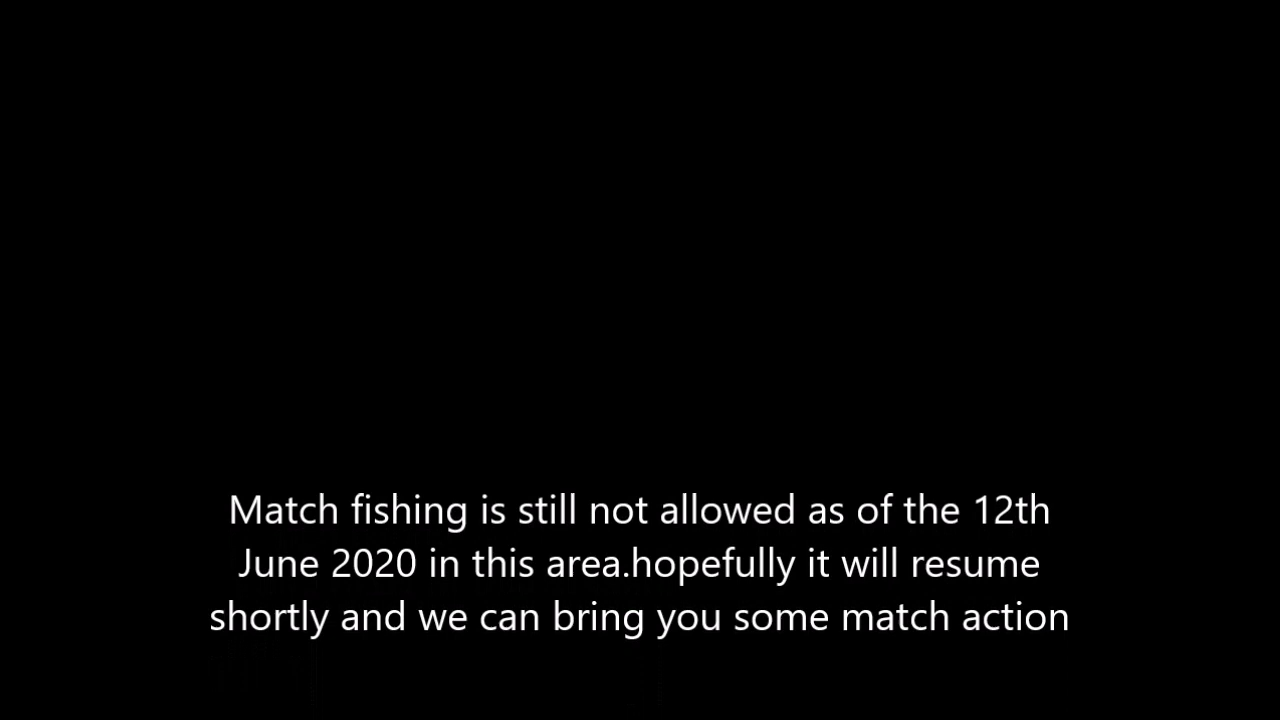 Match fishing is still not allowed as of the 12th
June 2020 in this area.hopefully it will resume
shortly and we can bring you some match action